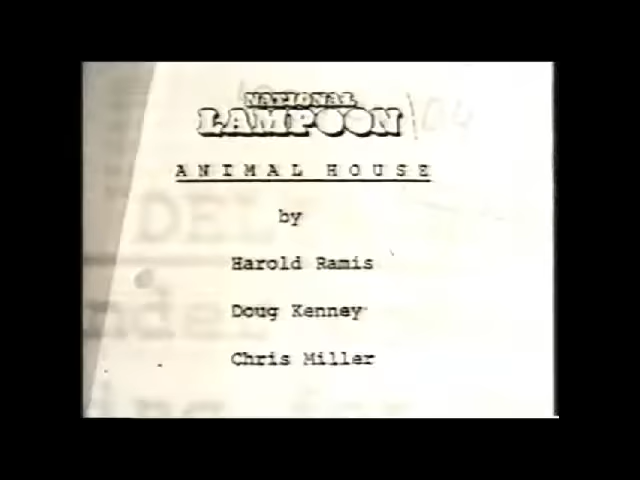 NATIONAL
LAMPOON
ANIMAL HOUSE
by
Harold Ramis
Doug Kenney
Chris Miller